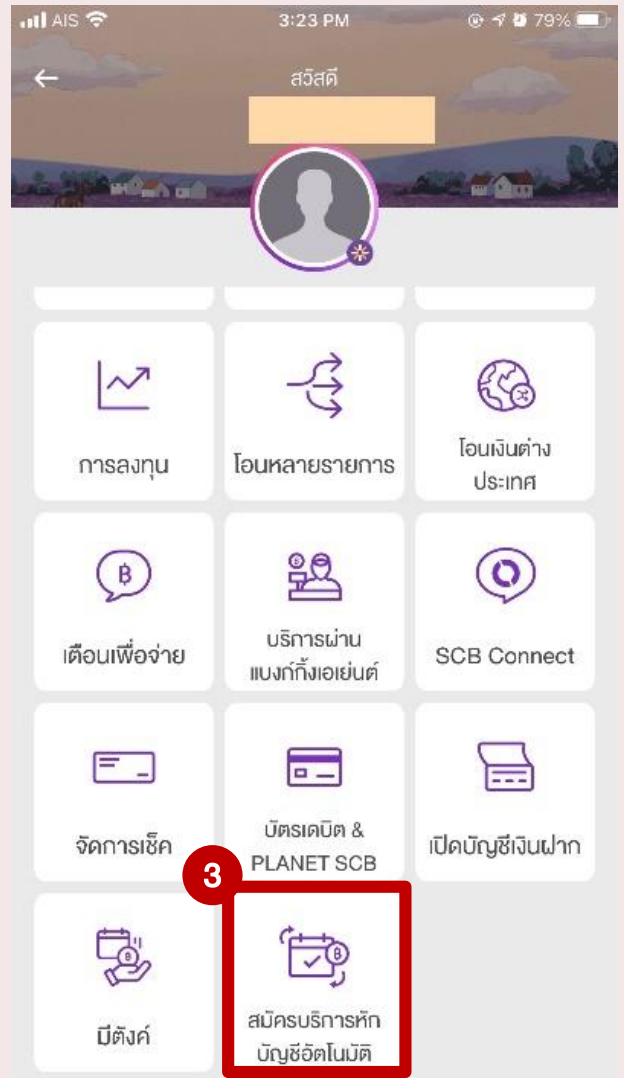 AIS 3:23 PM 79%
สวัสดี
การลงทุน
โอนหลายรายการ
โอนเงินต่าง
ประเทศ
฿
เตือนเพื่อจ่าย
บริการผ่าน
แบงก์กิ้งเอเย่นต์
SCB Connect
จัดการเช็ค
บัตรเดบิต &
PLANET SCB
เปิดบัญชีเงินฝาก
3
฿
มีตังค์
฿
สมัครบริการหัก
บัญชีอัตโนมัติ